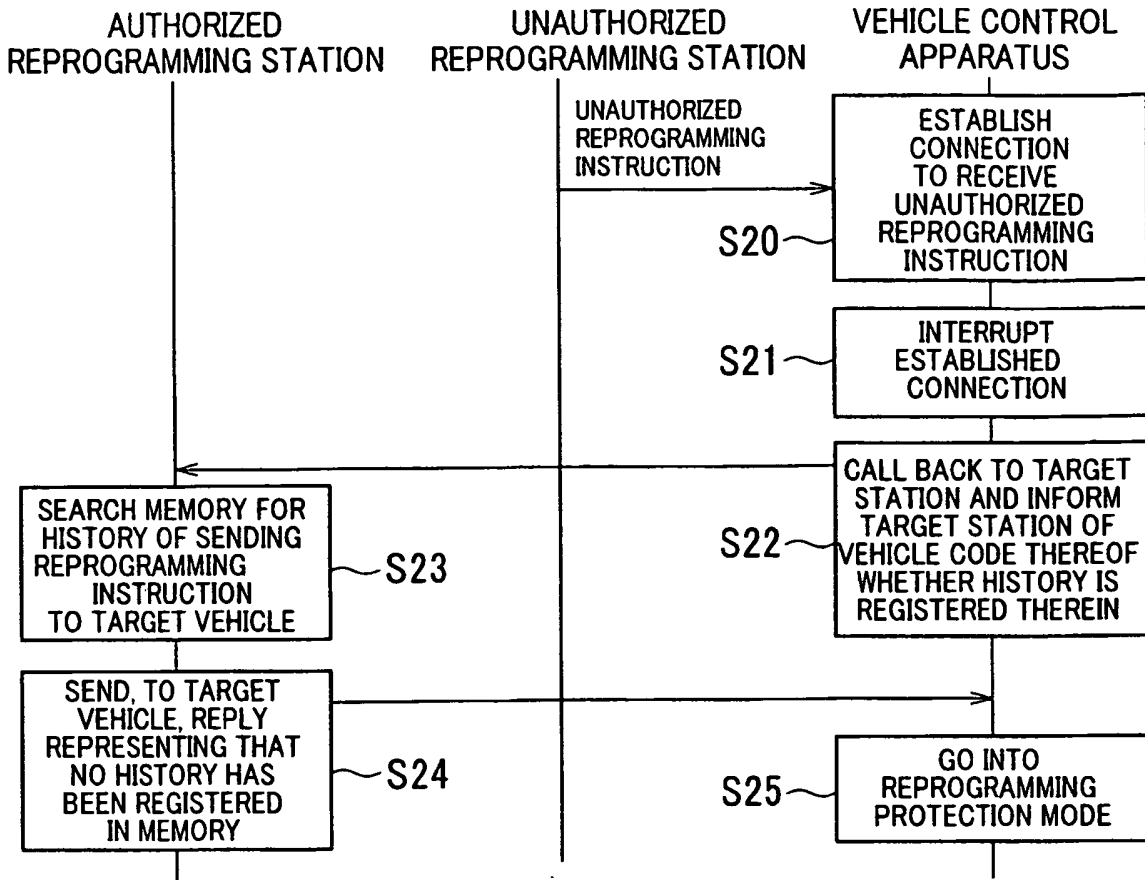 AUTHORIZED
REPROGRAMMING STATION
UNAUTHORIZED
REPROGRAMMING STATION
VEHICLE CONTROL
APPARATUS
UNAUTHORIZED
REPROGRAMMING
INSTRUCTION
ESTABLISH
CONNECTION
TO RECEIVE
UNAUTHORIZED
REPROGRAMMING
INSTRUCTION
S20
INTERRUPT
ESTABLISHED
CONNECTION
S21
CALL BACK TO TARGET
STATION AND INFORM
TARGET STATION OF
VEHICLE CODE THEREOF
WHETHER HISTORY IS
REGISTERED THEREIN
S22
SEARCH MEMORY FOR
HISTORY OF SENDING
REPROGRAMMING
INSTRUCTION
TO TARGET VEHICLE
S23
SEND, TO TARGET
VEHICLE, REPLY
REPRESENTING THAT
NO HISTORY HAS
BEEN REGISTERED
IN MEMORY
S24
GO INTO
REPROGRAMMING
PROTECTION MODE
S25